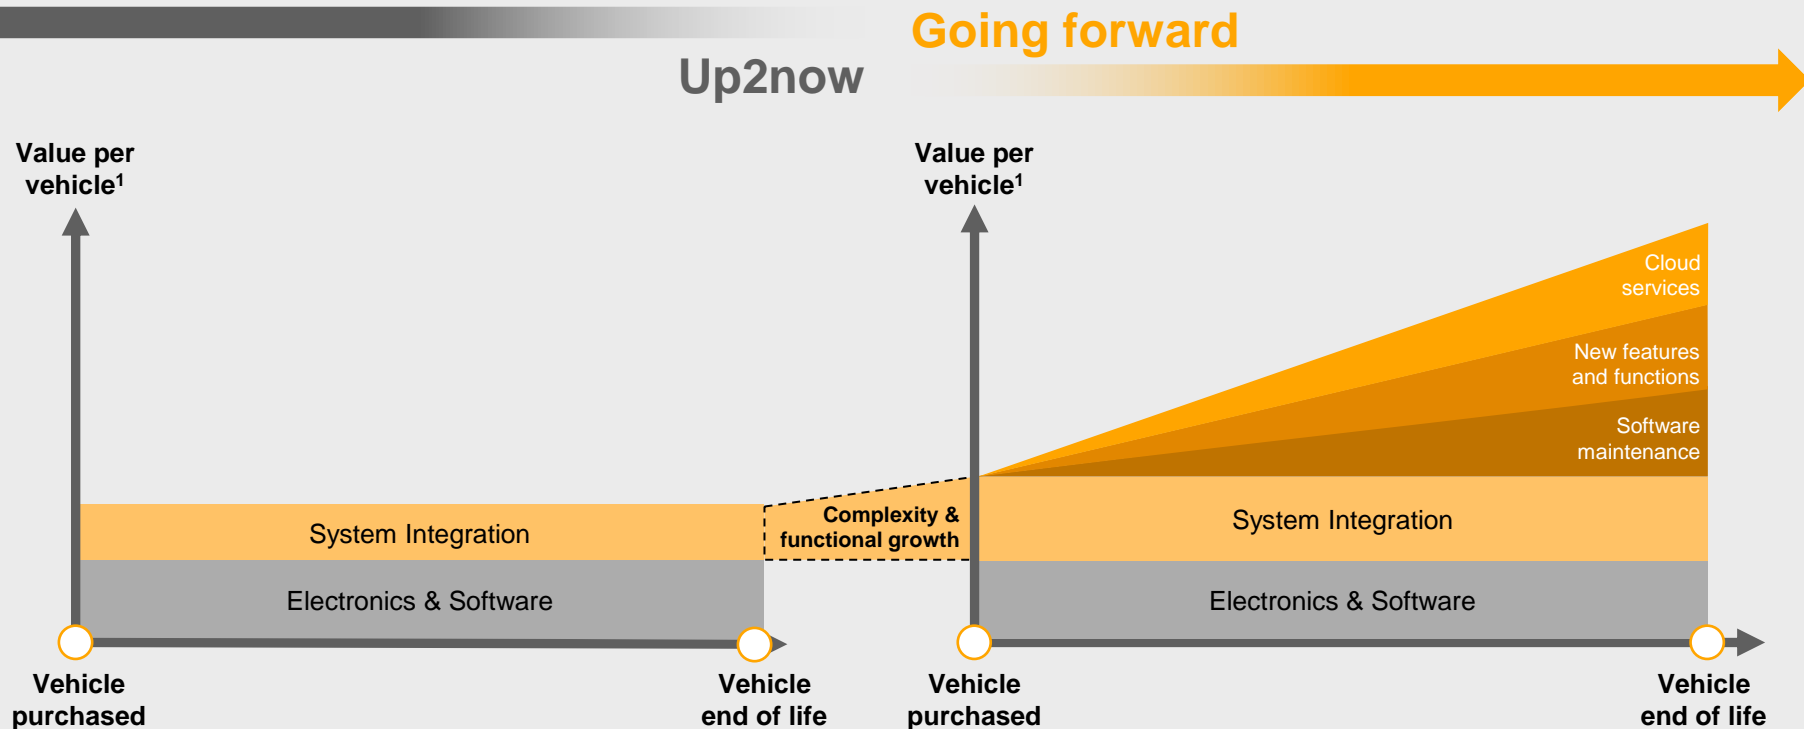 Going forward
Up2now
Value per
vehicle¹
System Integration
Electronics & Software
Vehicle
purchased
Vehicle
end of life
Complexity &
functional growth
Value per
vehicle¹
Cloud
services
New features
and functions
Software
maintenance
System Integration
Electronics & Software
Vehicle
purchased
Vehicle
end of life